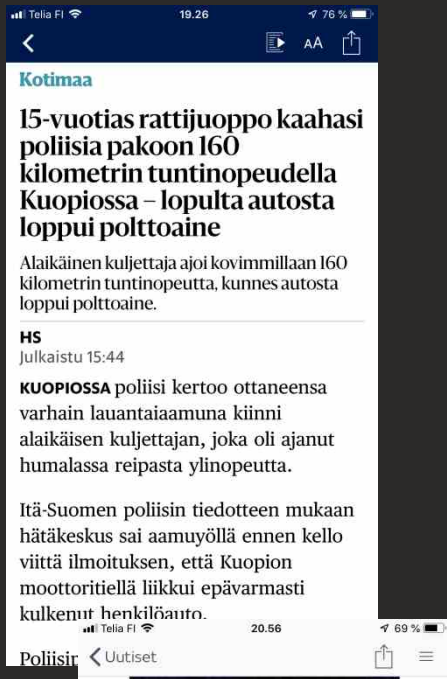 Telia FI 19.26 76 %
AA
Kotimaa
15-vuotias rattijuoppo kaahasi
poliisia pakoon 160
kilometrin tuntinopeudella
Kuopiossa – lopulta autosta
loppui polttoaine
Alaikäinen kuljettaja ajoi kovimmillaan 160
kilometrin tuntinopeutta, kunnes autosta
loppui polttoaine.
HS
Julkaistu 15:44
KUOPIOSSA poliisi kertoo ottaneensa
varhain lauantaiaamuna kiinni
alaikäisen kuljettajan, joka oli ajanut
humalassa reipasta ylinopeutta.
Itä-Suomen poliisin tiedotteen mukaan
hätäkeskus sai aamuyöllä ennen kello
viittä ilmoituksen, että Kuopion
moottoritiellä liikkui epävarmasti
kulkenut henkilöauto.
Telia FI 20.56 69 %
Uutiset